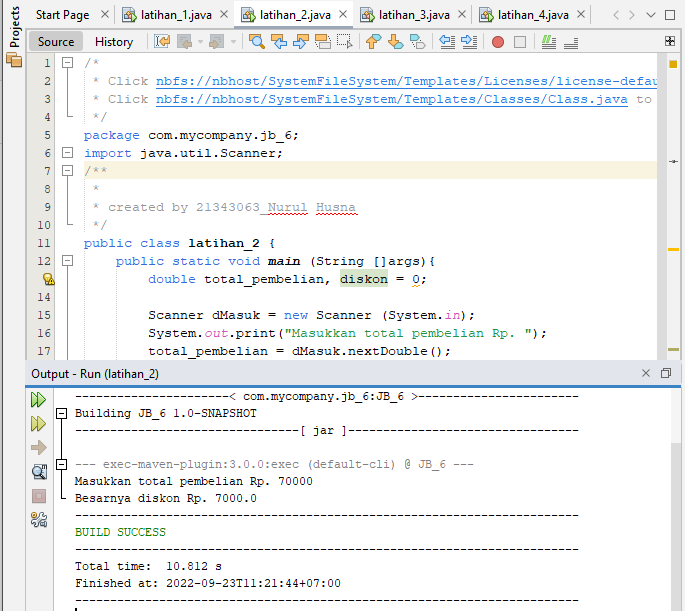 Projects
Start Page latihan_1.java latihan_2.java latihan_3.java latihan_4.java
Source History
1 /*
2 * Click nbfs://nbhost/SystemFileSystem/Templates/Licenses/license-defau
3 * Click nbfs://nbhost/SystemFileSystem/Templates/Classes/Class.java to
4 */
5 package com.mycompany.jb_6;
6 import java.util.Scanner;
7 /**
8 *
9 * created by 21343063_Nurul Husna
10 */
11 public class latihan_2 {
12 public static void main (String []args){
double total_pembelian, diskon = 0;
14
15 Scanner dMasuk = new Scanner (System.in);
16 System.out.print("Masukkan total pembelian Rp. ");
17 total_pembelian = dMasuk.nextDouble();
Output - Run (latihan_2)
-----------------------< com.mycompany.jb_6:JB_6 >------------------------
Building JB_6 1.0-SNAPSHOT
--------------------------------[ jar ]---------------------------------
--- exec-maven-plugin:3.0.0:exec (default-cli) @ JB_6 ---
Masukkan total pembelian Rp. 70000
Besarnya diskon Rp. 7000.0
------------------------------------------------------------------------
BUILD SUCCESS
------------------------------------------------------------------------
Total time: 10.812 s
Finished at: 2022-09-23T11:21:44+07:00
------------------------------------------------------------------------